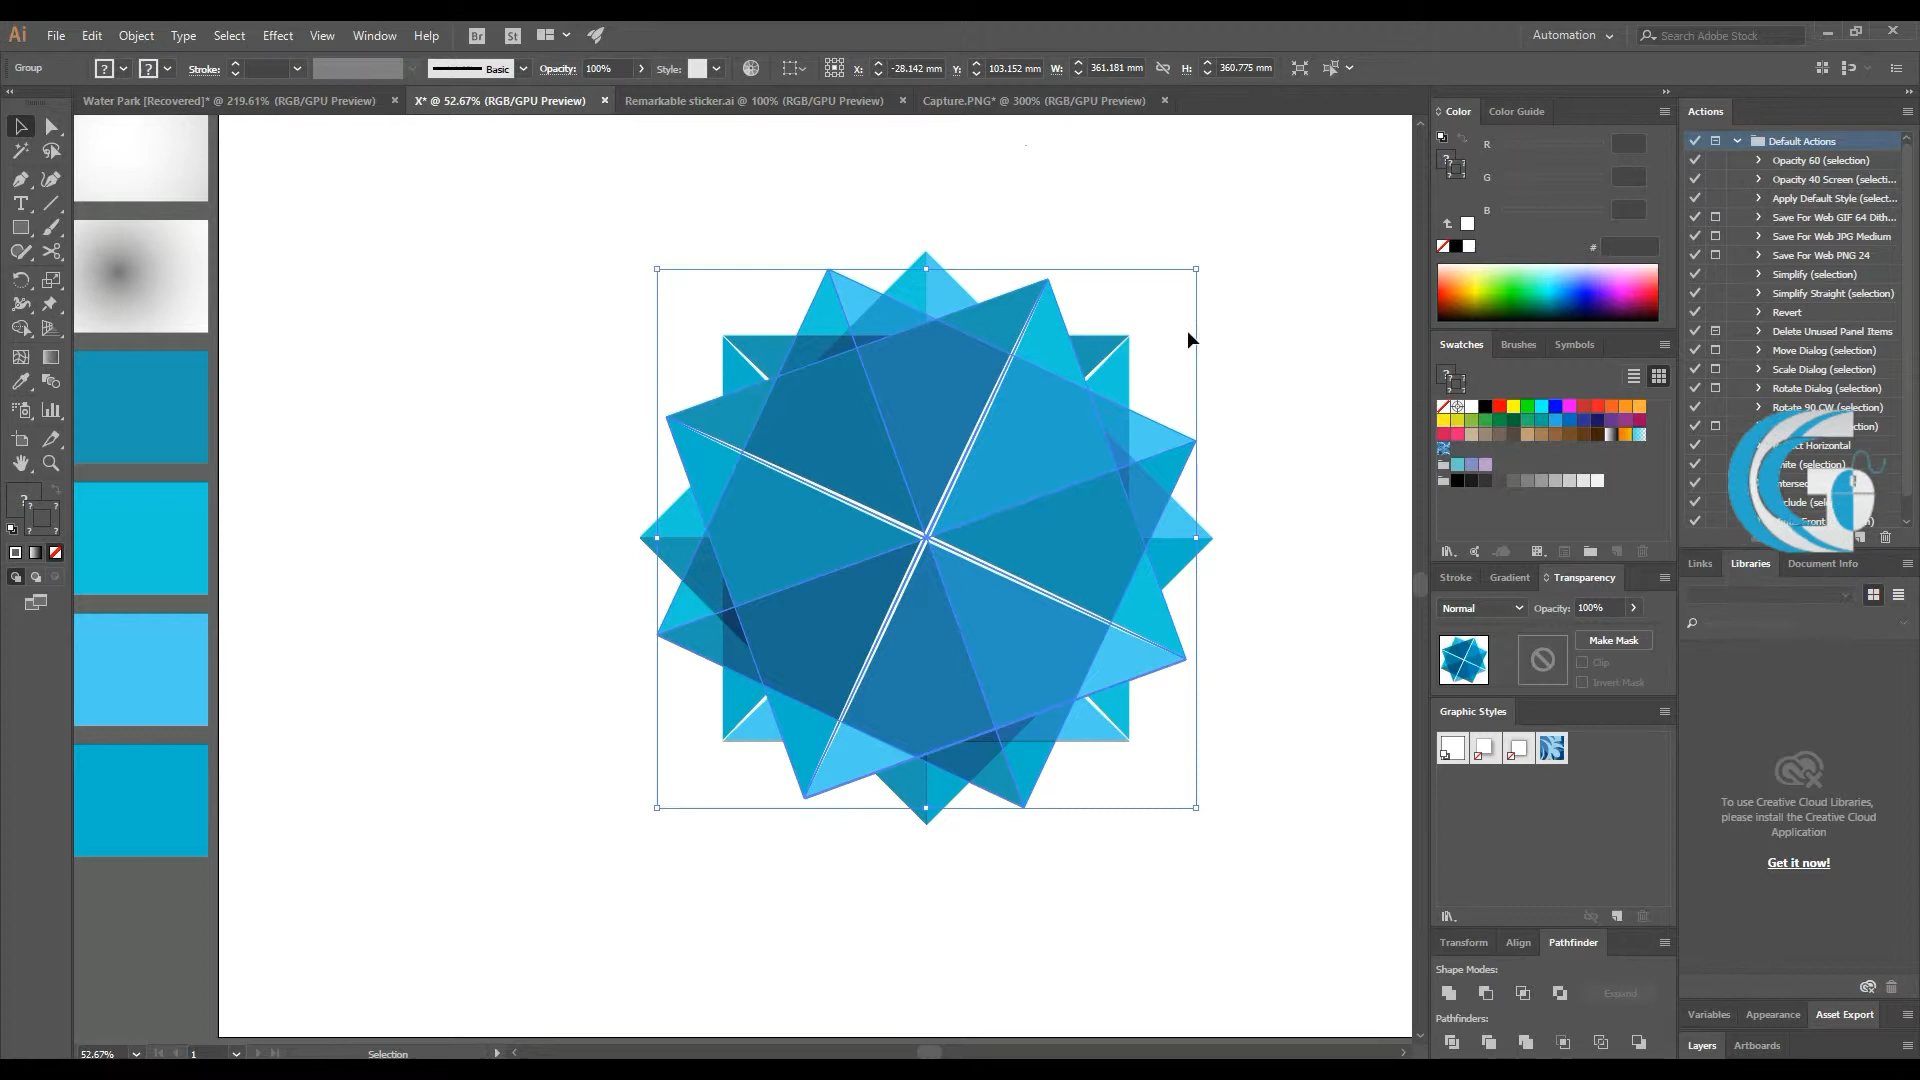 Ai File Edit Object Type Select Effect View Window Help Br St Automation Search Adobe Stock
Group ? ? Stroke: Basic Opacity: 100% Style: X: -28.142 mm Y: 103.152 mm W: 361.181 mm H: 360.775 mm
Water Park [Recovered]* @ 219.61% (RGB/GPU Preview) X* @ 52.67% (RGB/GPU Preview) Remarkable sticker.ai @ 100% (RGB/GPU Preview) Capture.PNG* @ 300% (RGB/GPU Preview)
Color Color Guide
R
G
B
#
Swatches Brushes Symbols
Stroke Gradient Transparency
Normal Opacity: 100%
Make Mask
Clip
Invert Mask
Graphic Styles
Transform Align Pathfinder
Shape Modes:
Expand
Pathfinders:
Actions
Default Actions
Opacity 60 (selection)
Opacity 40 Screen (selecti...
Apply Default Style (select...
Save For Web GIF 64 Dith...
Save For Web JPG Medium
Save For Web PNG 24
Simplify (selection)
Simplify Straight (selection)
Revert
Delete Unused Panel Items
Move Dialog (selection)
Scale Dialog (selection)
Rotate Dialog (selection)
Rotate 90 CW (selection)
Links Libraries Document Info
To use Creative Cloud Libraries,
please install the Creative Cloud
Application
Get it now!
Variables Appearance Asset Export
Layers Artboards
52.67% 1 Selection